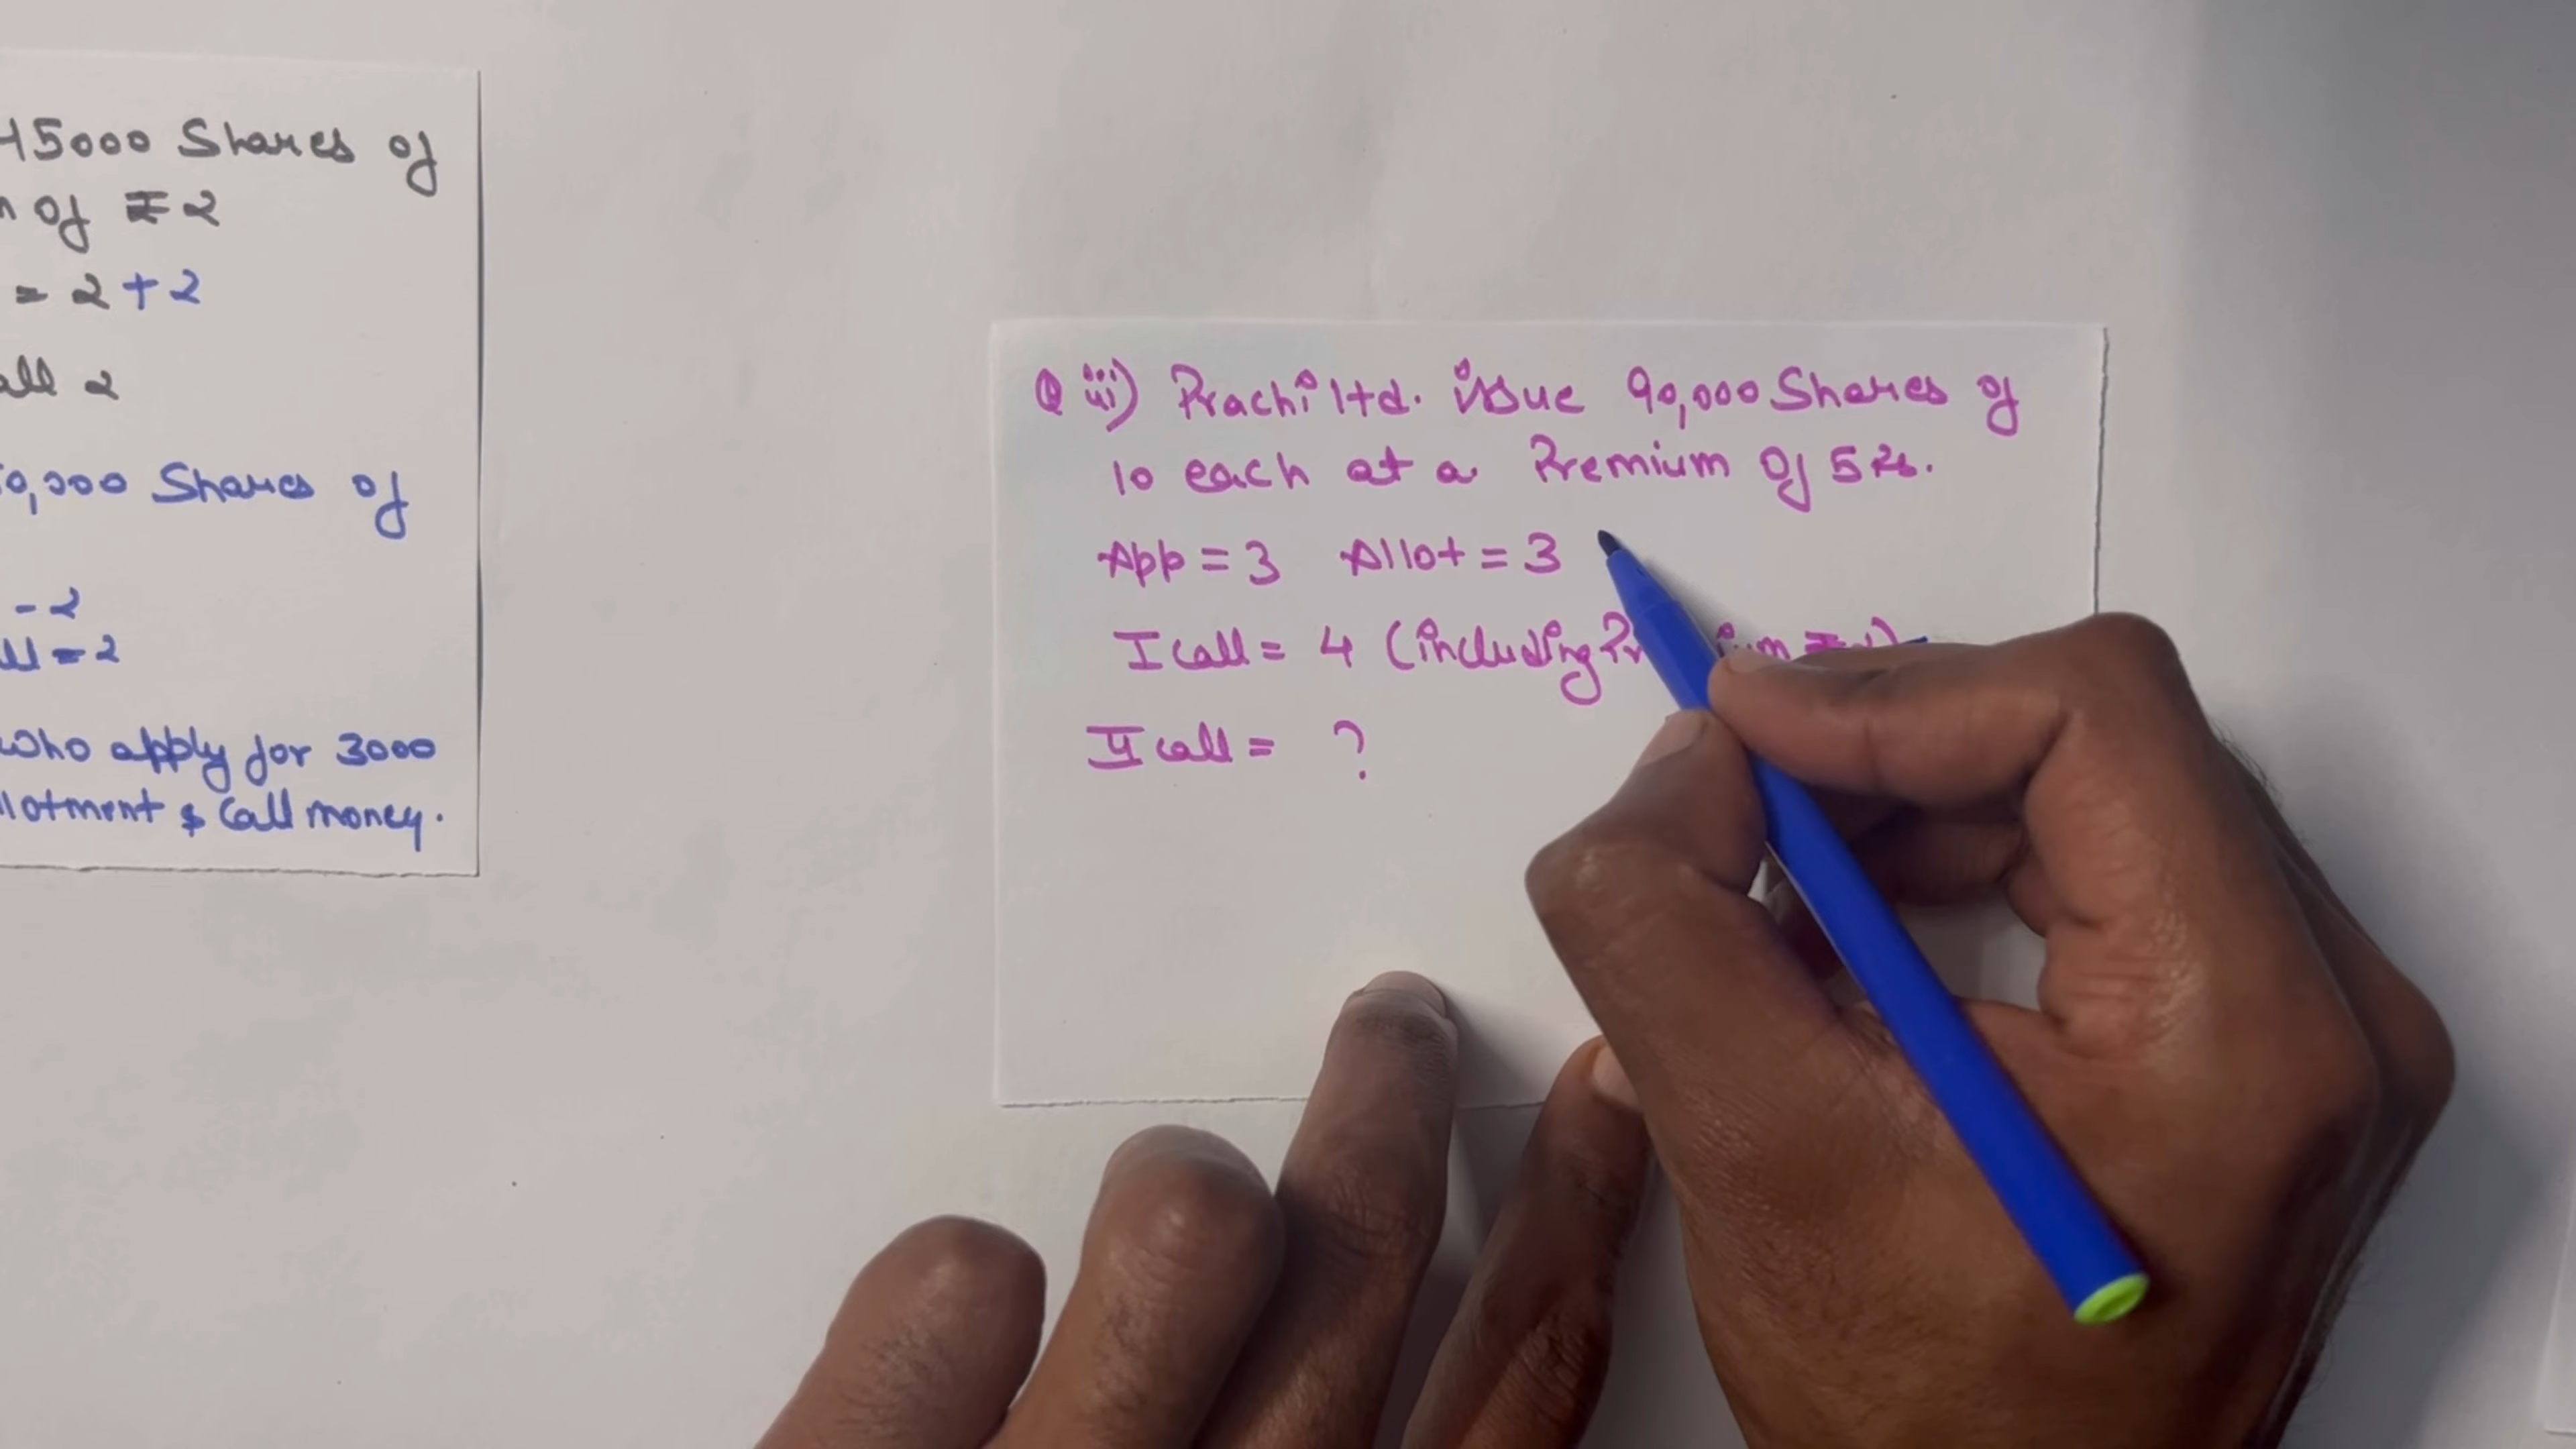 45000 Shares of
of ₹ 2
= 2 + 2
all 2
0,000 Shares of
- 2
ll = 2
who apply for 3000
llotment & Call money.
Q iii) Prachi ltd. issue 90,000 Shares of
10 each at a Premium Of 5 Rs.
App = 3 Allot = 3
I Call = 4 (including
II call = ?